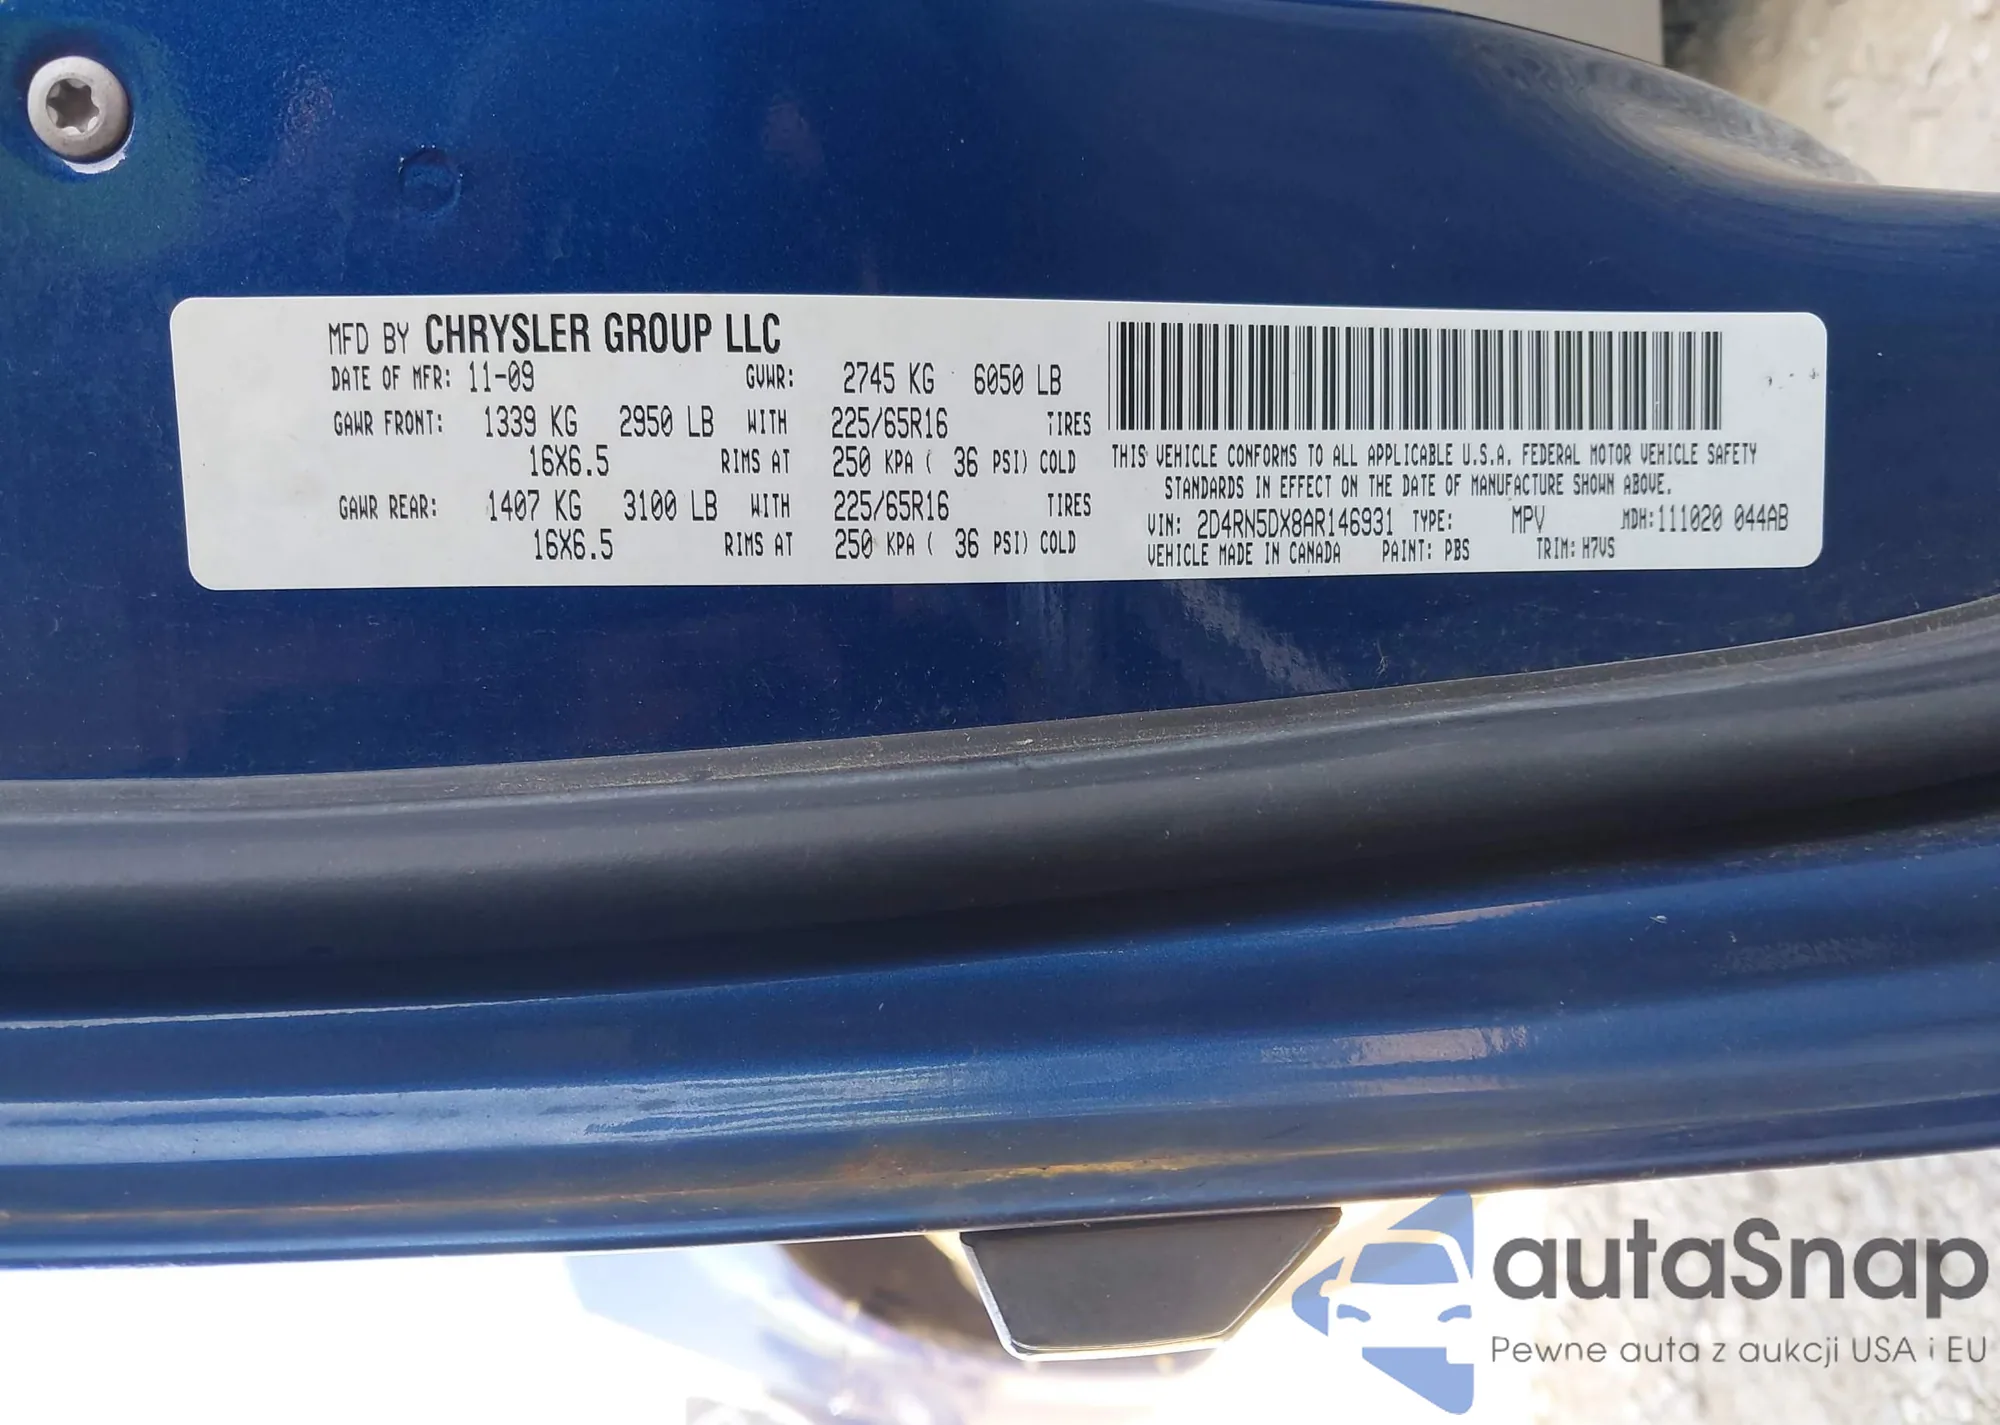 MFD BY CHRYSLER GROUP LLC
DATE OF MFR: 11-09 GVWR: 2745 KG 6050 LB
GAWR FRONT: 1339 KG 2950 LB WITH 225/65R16 TIRES
16X6.5 RIMS AT 250 KPA ( 36 PSI) COLD
GAWR REAR: 1407 KG 3100 LB WITH 225/65R16 TIRES
16X6.5 RIMS AT 250 KPA ( 36 PSI) COLD
THIS VEHICLE CONFORMS TO ALL APPLICABLE U.S.A. FEDERAL MOTOR VEHICLE SAFETY
STANDARDS IN EFFECT ON THE DATE OF MANUFACTURE SHOWN ABOVE.
VIN: 2D4RN5DX8AR146931 TYPE: MPV MDH:111020 044AB
VEHICLE MADE IN CANADA PAINT: PBS TRIM: H7VS
autaSnap
Pewne auta z aukcji USA i EU